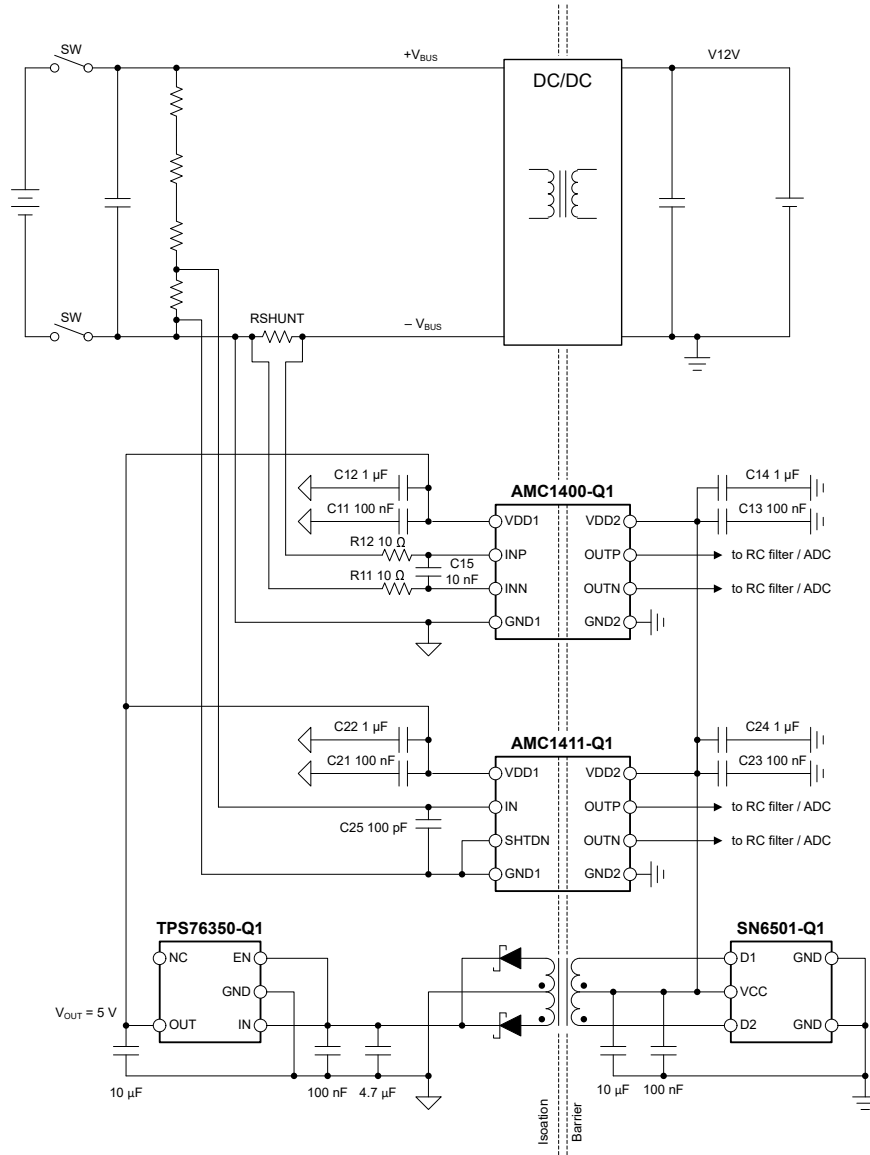 SW
+VBUS
V12V
DC/DC
SW
RSHUNT
– VBUS
C12 1 µF
C14 1 µF
AMC1400-Q1
C11 100 nF
C13 100 nF
VDD1
VDD2
R12 10 Ω
INP
OUTP
to RC filter / ADC
C15
10 nF
R11 10 Ω
INN
OUTN
to RC filter / ADC
GND1
GND2
C22 1 µF
C24 1 µF
AMC1411-Q1
C21 100 nF
C23 100 nF
VDD1
VDD2
IN
OUTP
to RC filter / ADC
C25 100 pF
SHTDN
OUTN
to RC filter / ADC
GND1
GND2
TPS76350-Q1
SN6501-Q1
NC
EN
D1
GND
GND
VCC
VOUT = 5 V
OUT
IN
D2
GND
10 µF
100 nF
4.7 µF
10 µF
100 nF
Isoation
Barrier